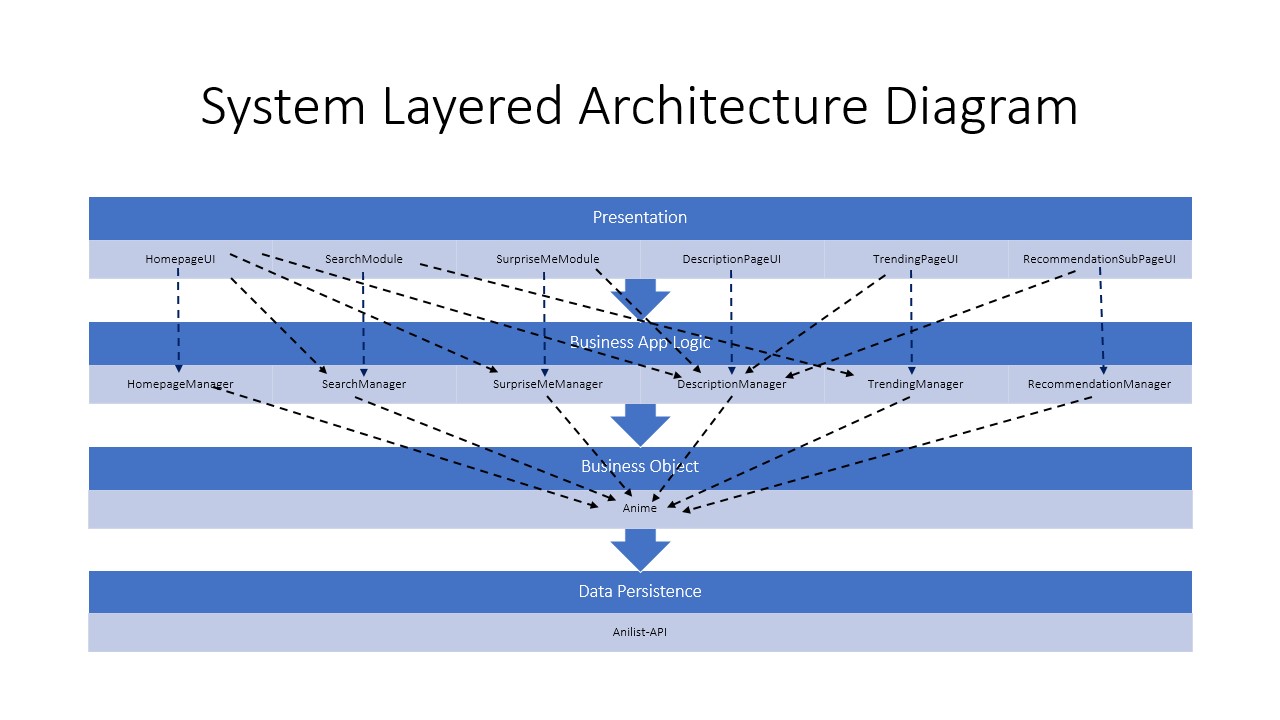 System Layered Architecture Diagram
Presentation
HomepageUI SearchModule SurpriseMeModule DescriptionPageUI TrendingPageUI RecommendationSubPageUI
Business App Logic
HomepageManager SearchManager SurpriseMeManager DescriptionManager TrendingManager RecommendationManager
Business Object
Anime
Data Persistence
Anilist-API